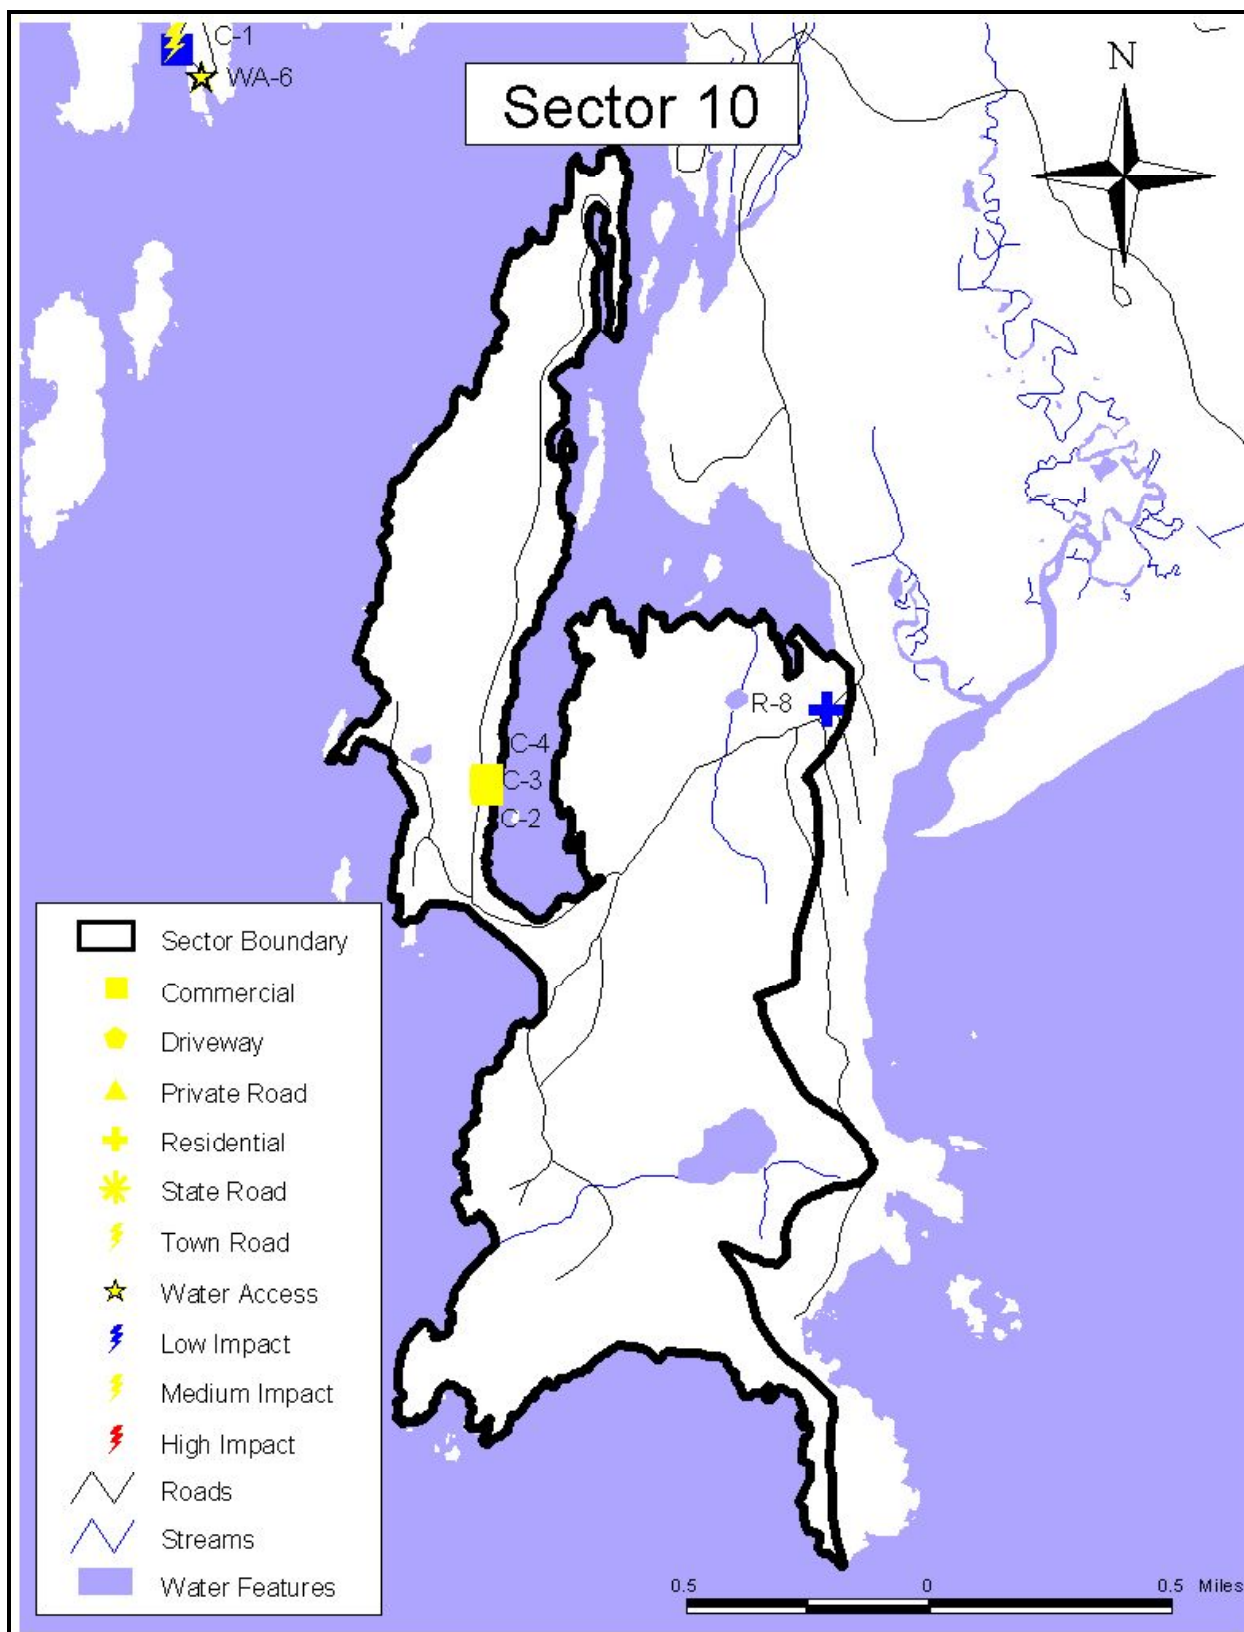 C-1
WA-6
Sector 10
N
R-8
C-4
C-3
C-2
Sector Boundary
Commercial
Driveway
Private Road
Residential
State Road
Town Road
Water Access
Low Impact
Medium Impact
High Impact
Roads
Streams
Water Features
0.5 0 0.5 Miles